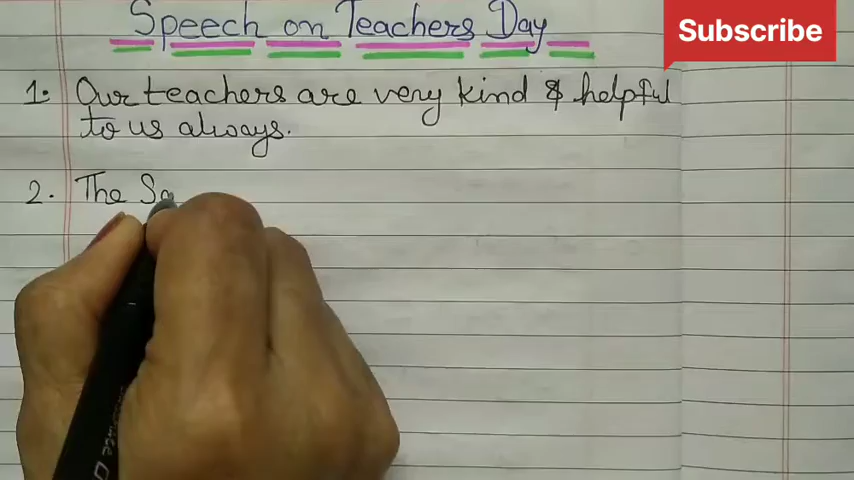 Speech on Teachers Day
Subscribe
1. Our teachers are very kind & helpful
to us always.
2. The